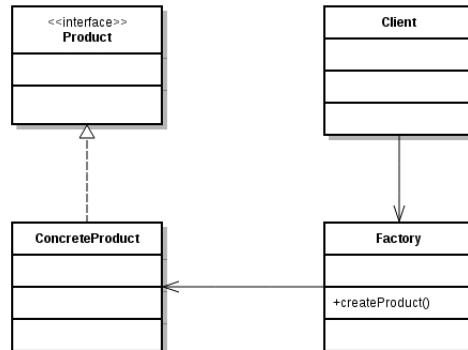 <<interface>>
Product
Client
ConcreteProduct
Factory
+createProduct()